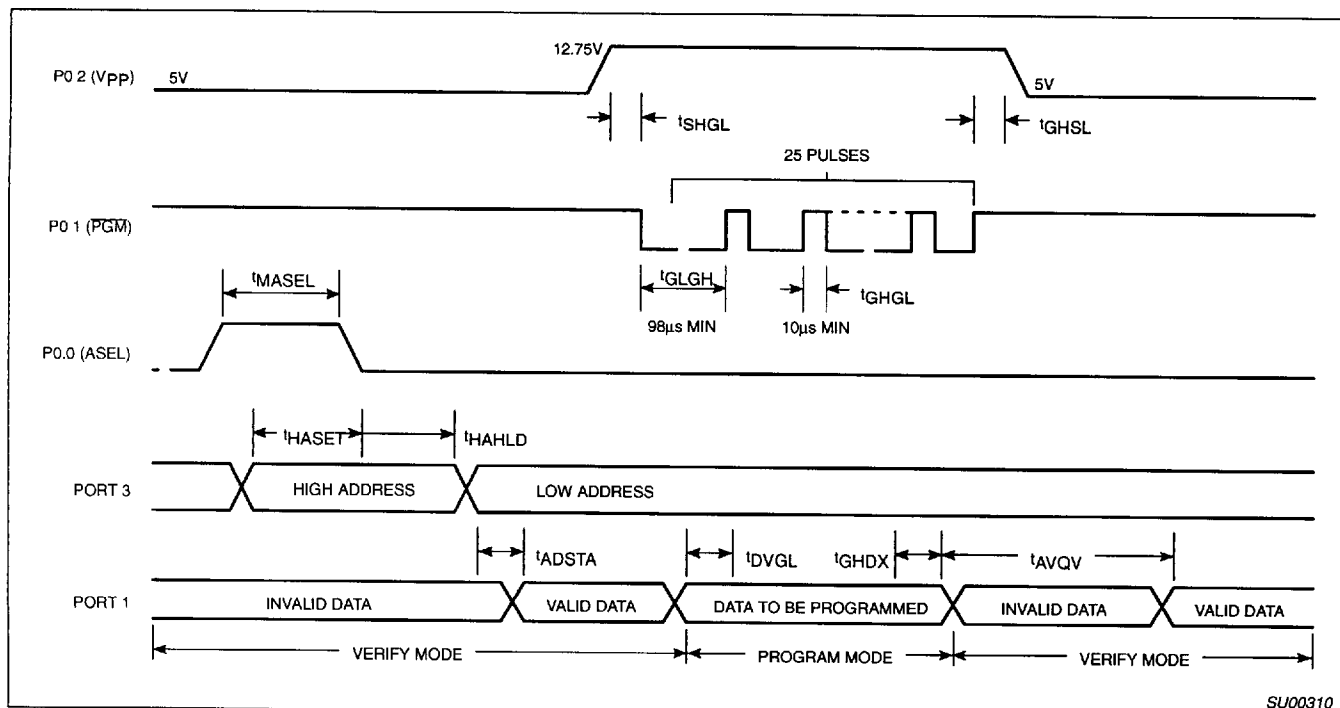 12.75V
P0 2 (VPP)
5V
5V
tSHGL
tGHSL
25 PULSES
P0 1 (PGM)
tMASEL
tGLGH
tGHGL
98µs MIN
10µs MIN
P0.0 (ASEL)
tHASET
tHAHLD
PORT 3
HIGH ADDRESS
LOW ADDRESS
tADSTA
tDVGL
tGHDX
tAVQV
PORT 1
INVALID DATA
VALID DATA
DATA TO BE PROGRAMMED
INVALID DATA
VALID DATA
VERIFY MODE
PROGRAM MODE
VERIFY MODE
SU00310